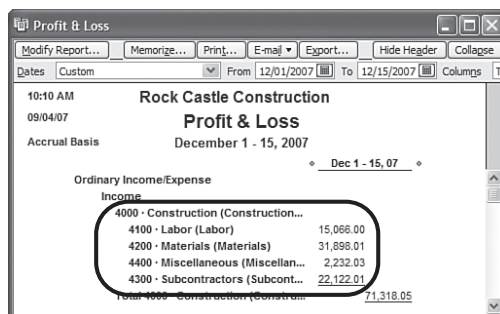 Profit & Loss
Modify Report... Memorize... Print... E-mail Export... Hide Header Collapse
Dates Custom From 12/01/2007 To 12/15/2007 Columns
10:10 AM Rock Castle Construction
09/04/07 Profit & Loss
Accrual Basis December 1 - 15, 2007
Dec 1 - 15, 07
Ordinary Income/Expense
Income
4000 · Construction (Construction...
4100 · Labor (Labor) 15,066.00
4200 · Materials (Materials) 31,898.01
4400 · Miscellaneous (Miscellan... 2,232.03
4300 · Subcontractors (Subcont... 22,122.01
Total 4000 · Construction (Constru... 71,318.05